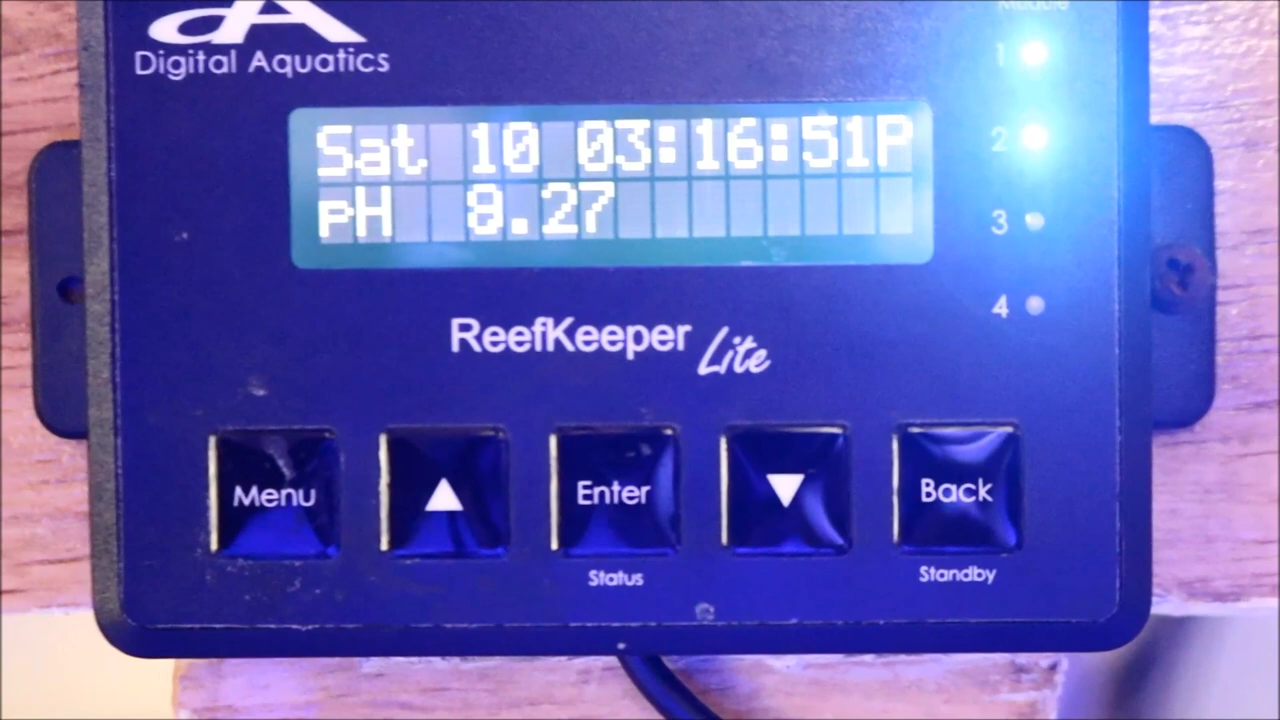 dA
Digital Aquatics
Module
Sat 10 03:16:51P
pH 8.27
1
2
3
4
ReefKeeper Lite
Menu ▲ Enter ▼ Back
Status Standby